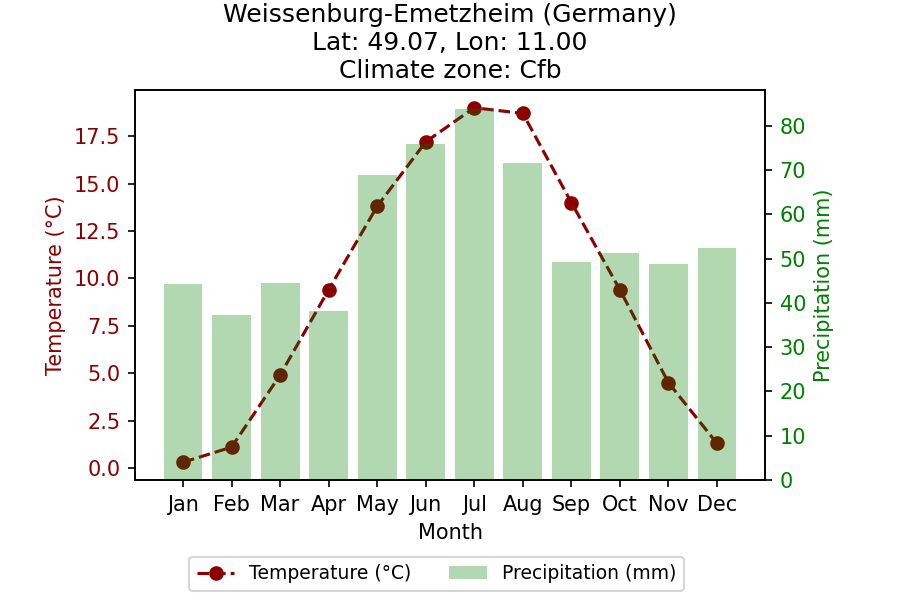 Weissenburg-Emetzheim (Germany)
Lat: 49.07, Lon: 11.00
Climate zone: Cfb
Temperature (°C)
17.5
15.0
12.5
10.0
7.5
5.0
2.5
0.0
80
70
60
50
40
30
20
10
0
Precipitation (mm)
Jan Feb Mar Apr May Jun Jul Aug Sep Oct Nov Dec
Month
Temperature (°C) Precipitation (mm)